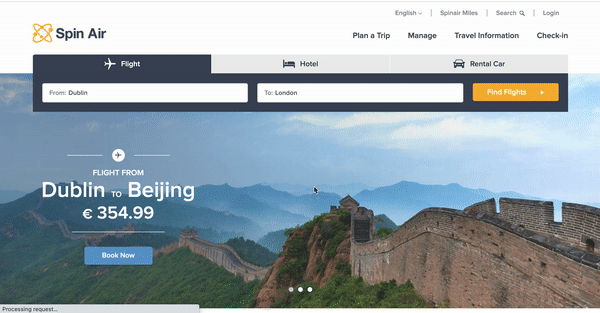 English
Spinair Miles
Search
Login
Spin Air
Plan a Trip
Manage
Travel Information
Check-in
Flight
Hotel
Rental Car
From: Dublin
To: London
Find Flights
FLIGHT FROM
Dublin TO Beijing
€ 354.99
Book Now
Processing request...